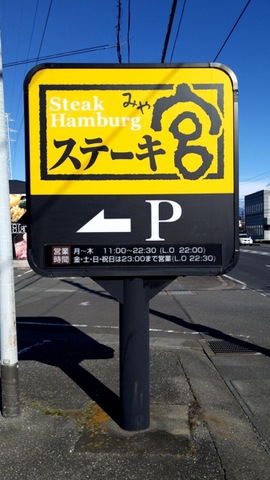 Steak
Hamburg
みや
ステーキ宮
P
営業時間
月~木 11:00~22:30 (L.O 22:00)
金・土・日・祝日は23:00まで営業(L.O 22:30)